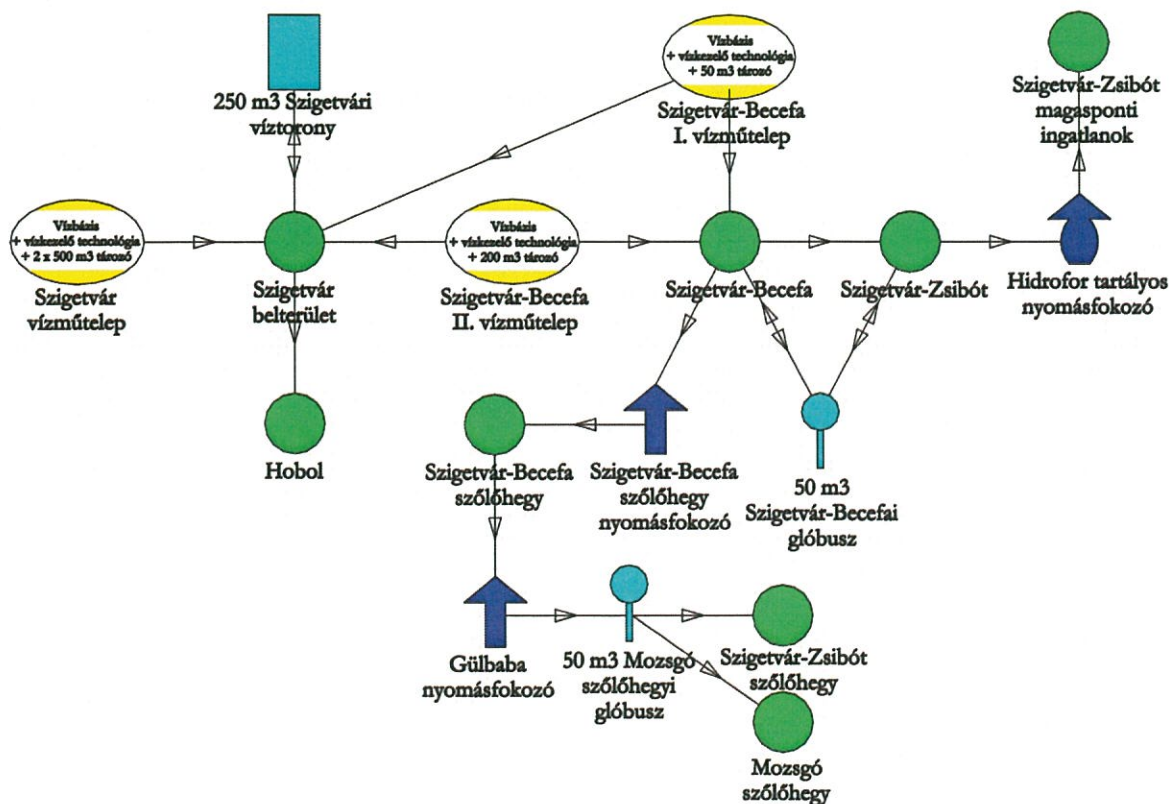 Vízbázis
+ vízkezelő technológia
+ 50 m3 tározó
Szigetvár-Becefa
I. vízműtelep
250 m3 Szigetvári
víztorony
Szigetvár-Zsibót
magasponti
ingatlanok
Vízbázis
+ vízkezelő technológia
+ 2 x 500 m3 tározó
Szigetvár
vízműtelep
Szigetvár
belterület
Vízbázis
+ vízkezelő technológia
+ 200 m3 tározó
Szigetvár-Becefa
II. vízműtelep
Szigetvár-Becefa
Szigetvár-Zsibót
Hidrofor tartályos
nyomásfokozó
Hobol
Szigetvár-Becefa
szőlőhegy
Szigetvár-Becefa
szőlőhegy
nyomásfokozó
50 m3
Szigetvár-Becefai
glóbusz
Gülbaba
nyomásfokozó
50 m3 Mozsgó
szőlőhegyi
glóbusz
Szigetvár-Zsibót
szőlőhegy
Mozsgó
szőlőhegy